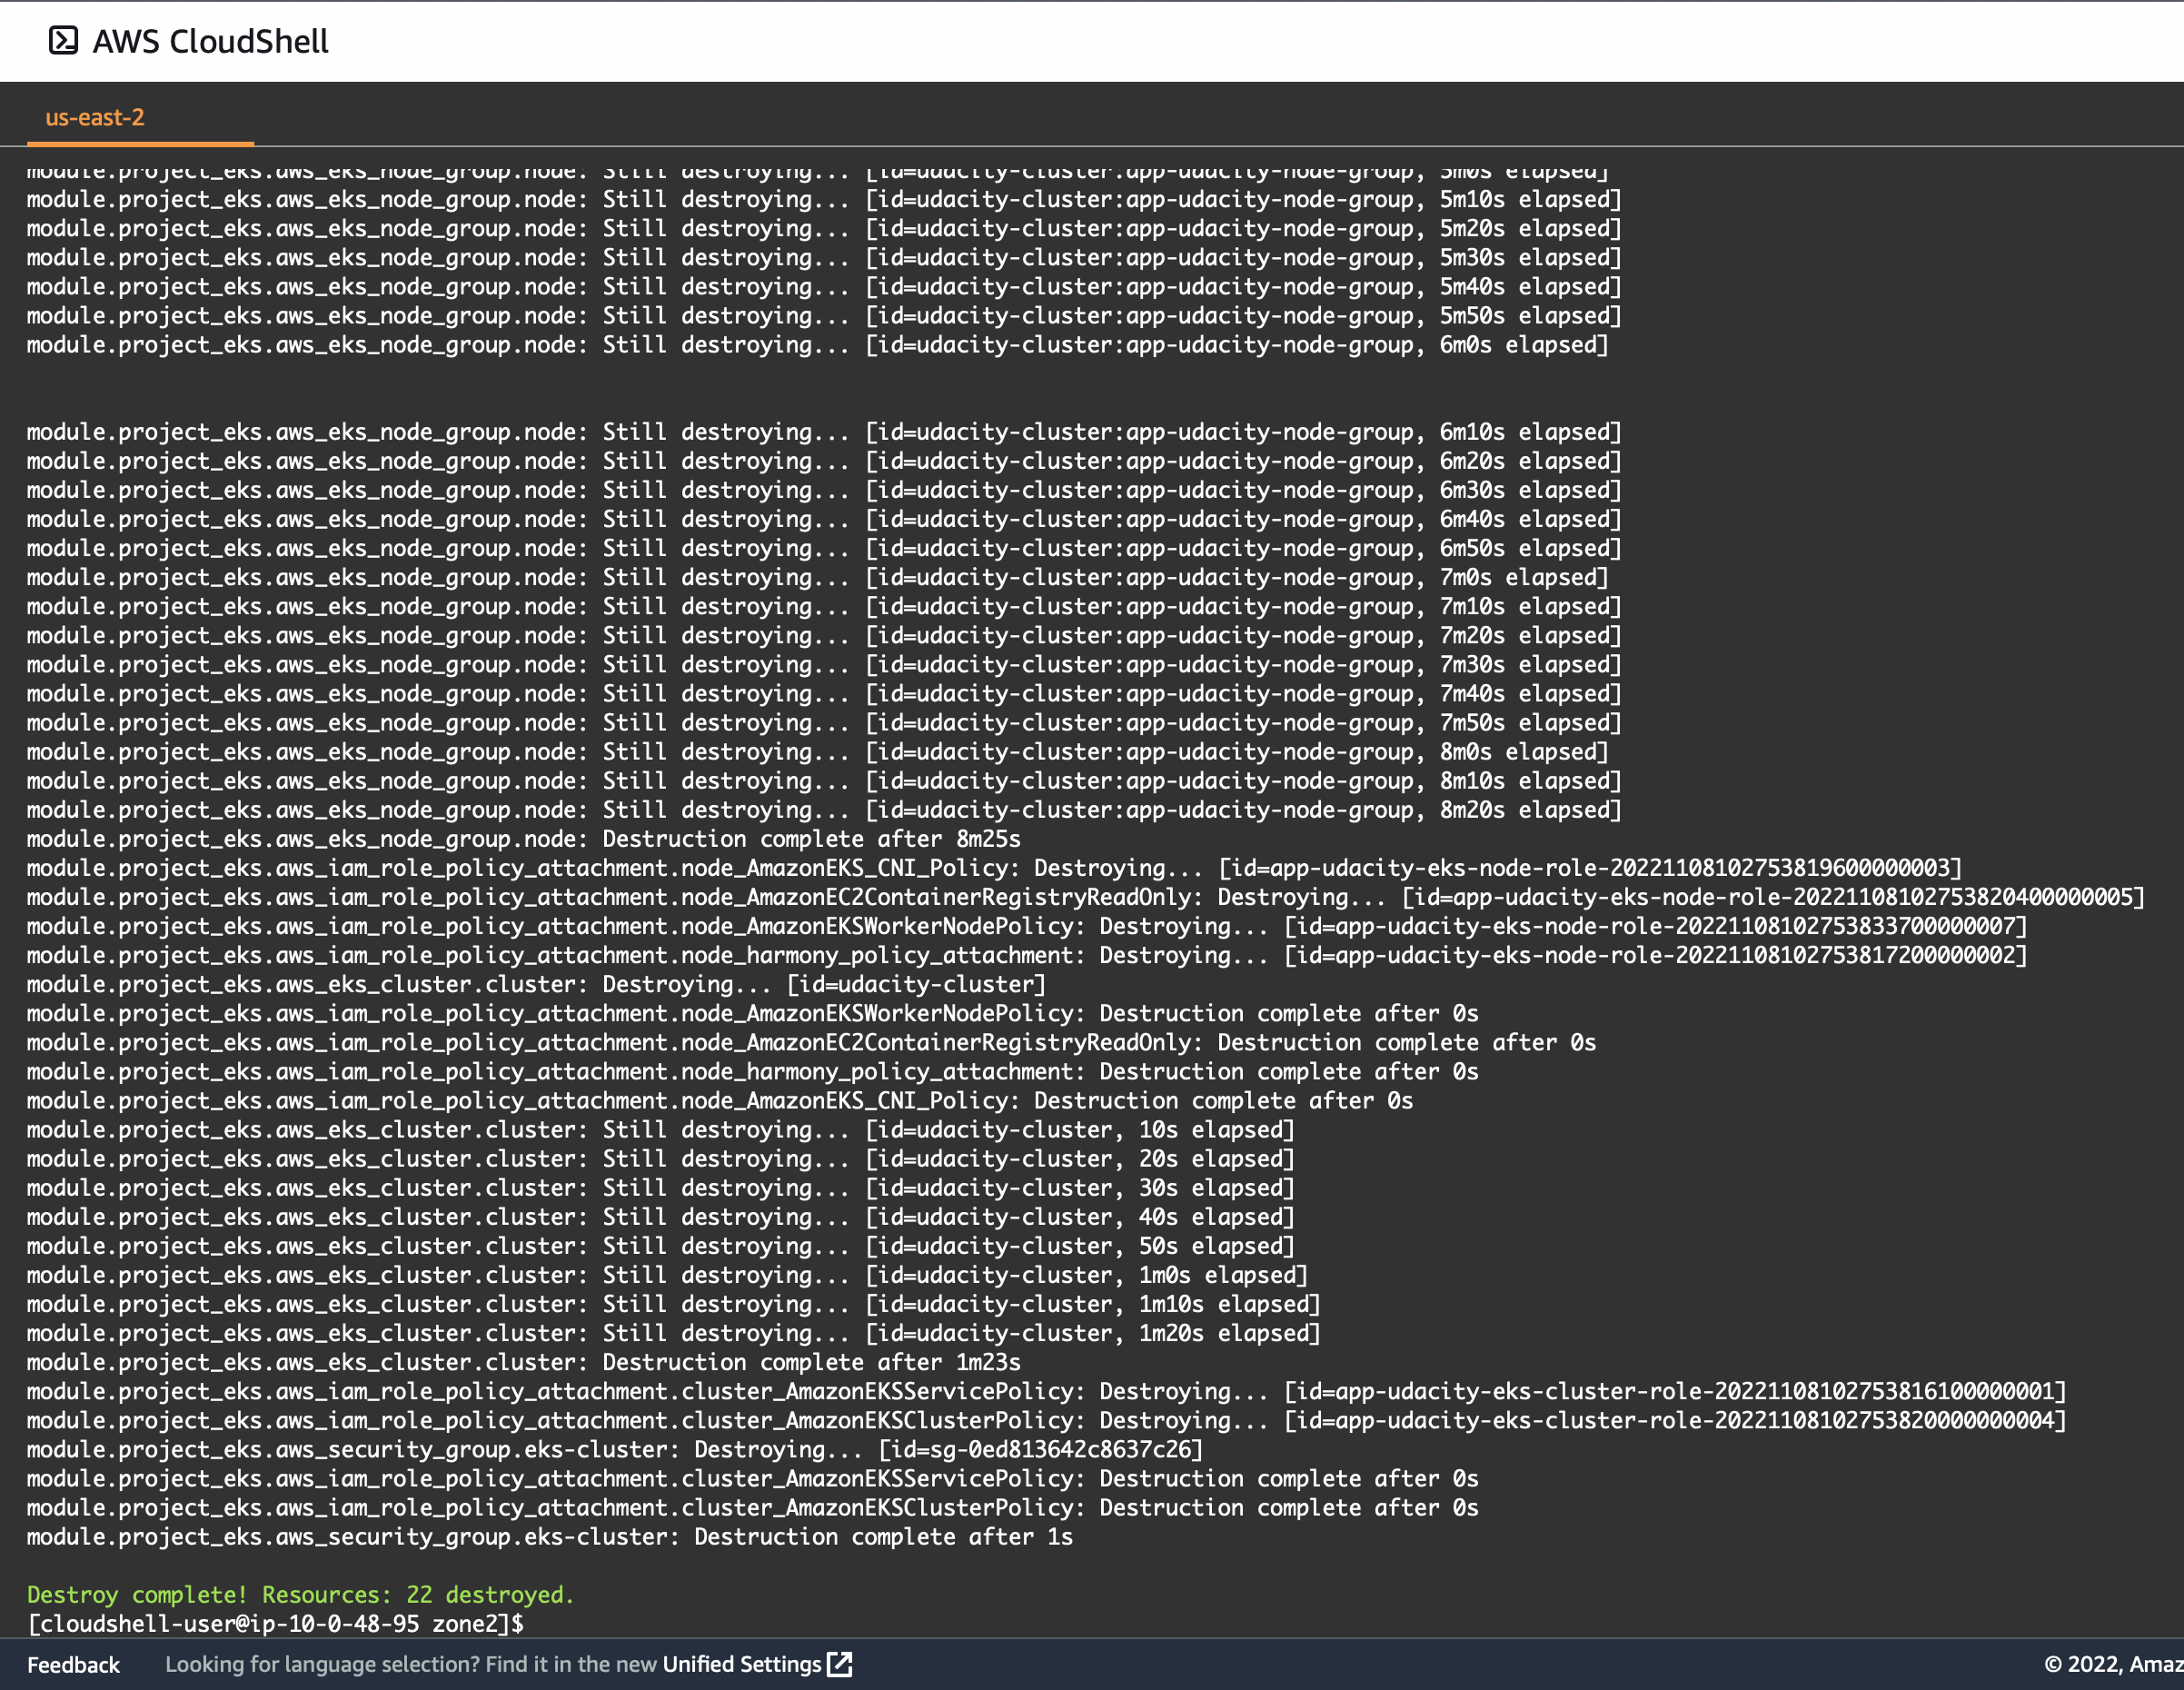 AWS CloudShell
us-east-2
module.project_eks.aws_eks_node_group.node: Still destroying... [id=udacity-cluster:app-udacity-node-group, 5m0s elapsed]
module.project_eks.aws_eks_node_group.node: Still destroying... [id=udacity-cluster:app-udacity-node-group, 5m10s elapsed]
module.project_eks.aws_eks_node_group.node: Still destroying... [id=udacity-cluster:app-udacity-node-group, 5m20s elapsed]
module.project_eks.aws_eks_node_group.node: Still destroying... [id=udacity-cluster:app-udacity-node-group, 5m30s elapsed]
module.project_eks.aws_eks_node_group.node: Still destroying... [id=udacity-cluster:app-udacity-node-group, 5m40s elapsed]
module.project_eks.aws_eks_node_group.node: Still destroying... [id=udacity-cluster:app-udacity-node-group, 5m50s elapsed]
module.project_eks.aws_eks_node_group.node: Still destroying... [id=udacity-cluster:app-udacity-node-group, 6m0s elapsed]
module.project_eks.aws_eks_node_group.node: Still destroying... [id=udacity-cluster:app-udacity-node-group, 6m10s elapsed]
module.project_eks.aws_eks_node_group.node: Still destroying... [id=udacity-cluster:app-udacity-node-group, 6m20s elapsed]
module.project_eks.aws_eks_node_group.node: Still destroying... [id=udacity-cluster:app-udacity-node-group, 6m30s elapsed]
module.project_eks.aws_eks_node_group.node: Still destroying... [id=udacity-cluster:app-udacity-node-group, 6m40s elapsed]
module.project_eks.aws_eks_node_group.node: Still destroying... [id=udacity-cluster:app-udacity-node-group, 6m50s elapsed]
module.project_eks.aws_eks_node_group.node: Still destroying... [id=udacity-cluster:app-udacity-node-group, 7m0s elapsed]
module.project_eks.aws_eks_node_group.node: Still destroying... [id=udacity-cluster:app-udacity-node-group, 7m10s elapsed]
module.project_eks.aws_eks_node_group.node: Still destroying... [id=udacity-cluster:app-udacity-node-group, 7m20s elapsed]
module.project_eks.aws_eks_node_group.node: Still destroying... [id=udacity-cluster:app-udacity-node-group, 7m30s elapsed]
module.project_eks.aws_eks_node_group.node: Still destroying... [id=udacity-cluster:app-udacity-node-group, 7m40s elapsed]
module.project_eks.aws_eks_node_group.node: Still destroying... [id=udacity-cluster:app-udacity-node-group, 7m50s elapsed]
module.project_eks.aws_eks_node_group.node: Still destroying... [id=udacity-cluster:app-udacity-node-group, 8m0s elapsed]
module.project_eks.aws_eks_node_group.node: Still destroying... [id=udacity-cluster:app-udacity-node-group, 8m10s elapsed]
module.project_eks.aws_eks_node_group.node: Still destroying... [id=udacity-cluster:app-udacity-node-group, 8m20s elapsed]
module.project_eks.aws_eks_node_group.node: Destruction complete after 8m25s
module.project_eks.aws_iam_role_policy_attachment.node_AmazonEKS_CNI_Policy: Destroying... [id=app-udacity-eks-node-role-20221108102753819600000003]
module.project_eks.aws_iam_role_policy_attachment.node_AmazonEC2ContainerRegistryReadOnly: Destroying... [id=app-udacity-eks-node-role-20221108102753820400000005]
module.project_eks.aws_iam_role_policy_attachment.node_AmazonEKSWorkerNodePolicy: Destroying... [id=app-udacity-eks-node-role-20221108102753833700000007]
module.project_eks.aws_iam_role_policy_attachment.node_harmony_policy_attachment: Destroying... [id=app-udacity-eks-node-role-20221108102753817200000002]
module.project_eks.aws_eks_cluster.cluster: Destroying... [id=udacity-cluster]
module.project_eks.aws_iam_role_policy_attachment.node_AmazonEKSWorkerNodePolicy: Destruction complete after 0s
module.project_eks.aws_iam_role_policy_attachment.node_AmazonEC2ContainerRegistryReadOnly: Destruction complete after 0s
module.project_eks.aws_iam_role_policy_attachment.node_harmony_policy_attachment: Destruction complete after 0s
module.project_eks.aws_iam_role_policy_attachment.node_AmazonEKS_CNI_Policy: Destruction complete after 0s
module.project_eks.aws_eks_cluster.cluster: Still destroying... [id=udacity-cluster, 10s elapsed]
module.project_eks.aws_eks_cluster.cluster: Still destroying... [id=udacity-cluster, 20s elapsed]
module.project_eks.aws_eks_cluster.cluster: Still destroying... [id=udacity-cluster, 30s elapsed]
module.project_eks.aws_eks_cluster.cluster: Still destroying... [id=udacity-cluster, 40s elapsed]
module.project_eks.aws_eks_cluster.cluster: Still destroying... [id=udacity-cluster, 50s elapsed]
module.project_eks.aws_eks_cluster.cluster: Still destroying... [id=udacity-cluster, 1m0s elapsed]
module.project_eks.aws_eks_cluster.cluster: Still destroying... [id=udacity-cluster, 1m10s elapsed]
module.project_eks.aws_eks_cluster.cluster: Still destroying... [id=udacity-cluster, 1m20s elapsed]
module.project_eks.aws_eks_cluster.cluster: Destruction complete after 1m23s
module.project_eks.aws_iam_role_policy_attachment.cluster_AmazonEKSServicePolicy: Destroying... [id=app-udacity-eks-cluster-role-20221108102753816100000001]
module.project_eks.aws_iam_role_policy_attachment.cluster_AmazonEKSClusterPolicy: Destroying... [id=app-udacity-eks-cluster-role-20221108102753820000000004]
module.project_eks.aws_security_group.eks-cluster: Destroying... [id=sg-0ed813642c8637c26]
module.project_eks.aws_iam_role_policy_attachment.cluster_AmazonEKSServicePolicy: Destruction complete after 0s
module.project_eks.aws_iam_role_policy_attachment.cluster_AmazonEKSClusterPolicy: Destruction complete after 0s
module.project_eks.aws_security_group.eks-cluster: Destruction complete after 1s
Destroy complete! Resources: 22 destroyed.
[cloudshell-user@ip-10-0-48-95 zone2]$
Feedback Looking for language selection? Find it in the new Unified Settings © 2022, Amaz